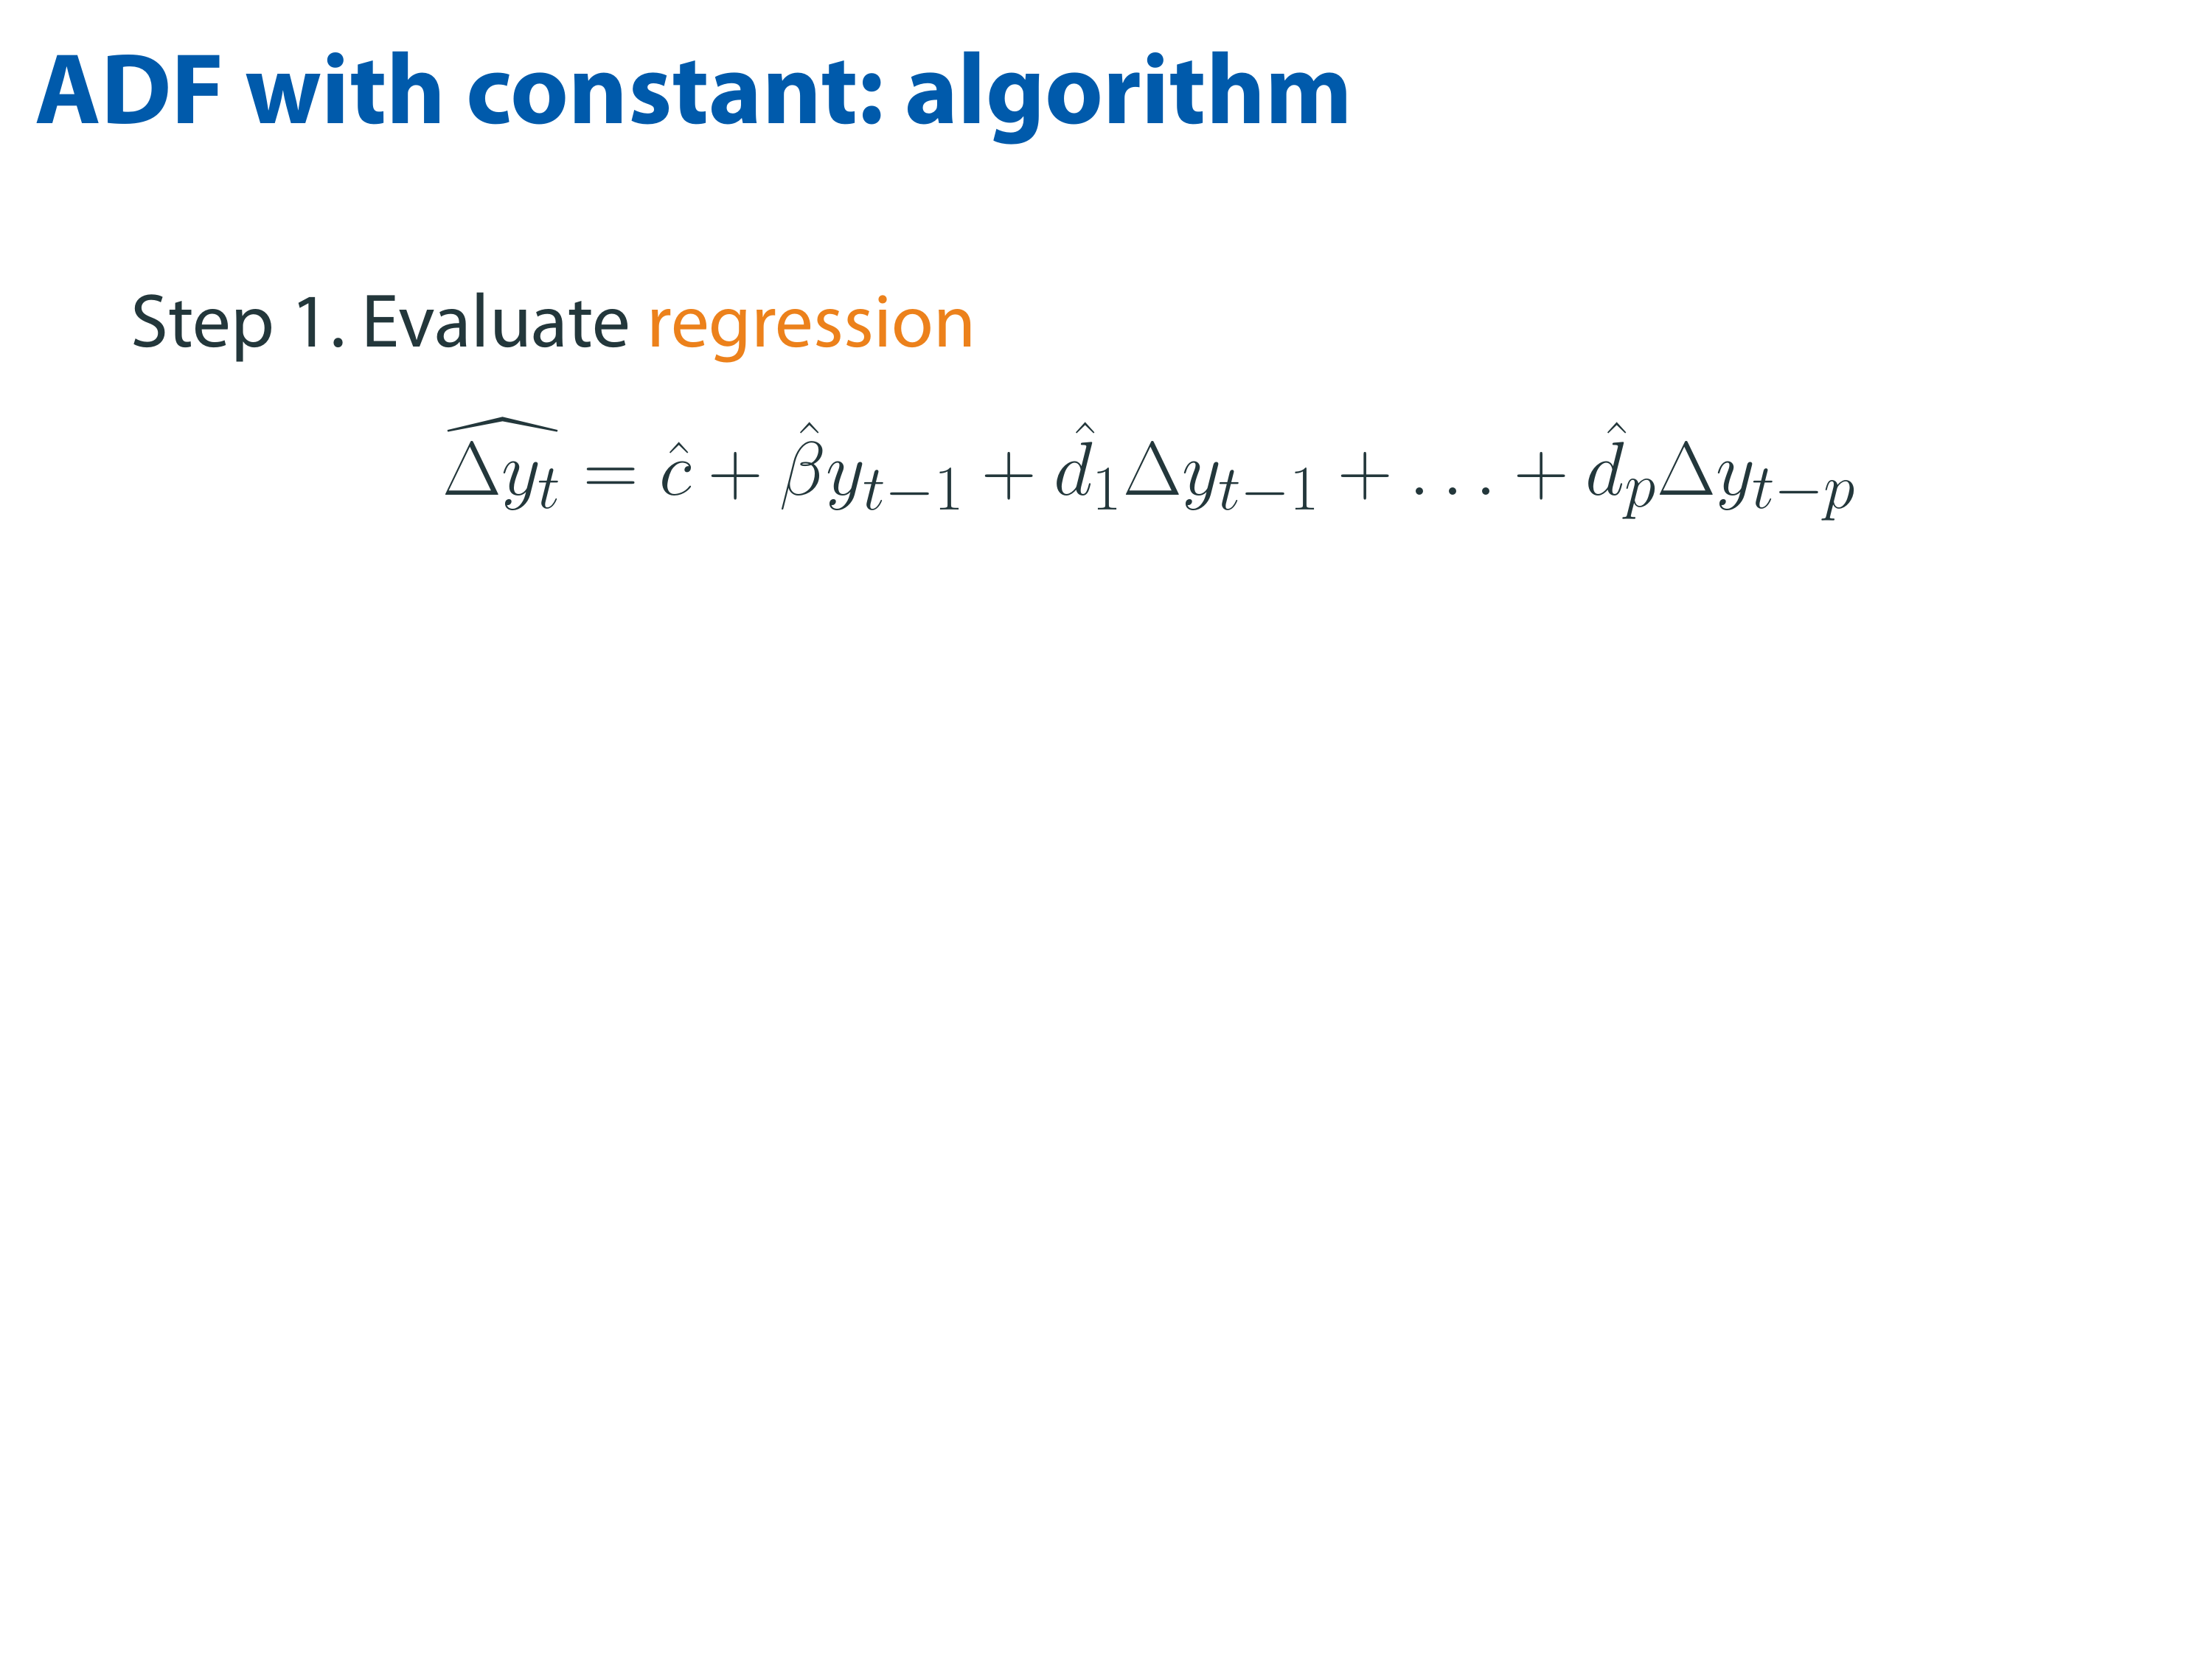 ADF with constant: algorithm
Step 1. Evaluate regression
$\widehat{\Delta y_t} = \hat{c} + \hat{\beta} y_{t-1} + \hat{d}_1 \Delta y_{t-1} + \ldots + \hat{d}_p \Delta y_{t-p}$